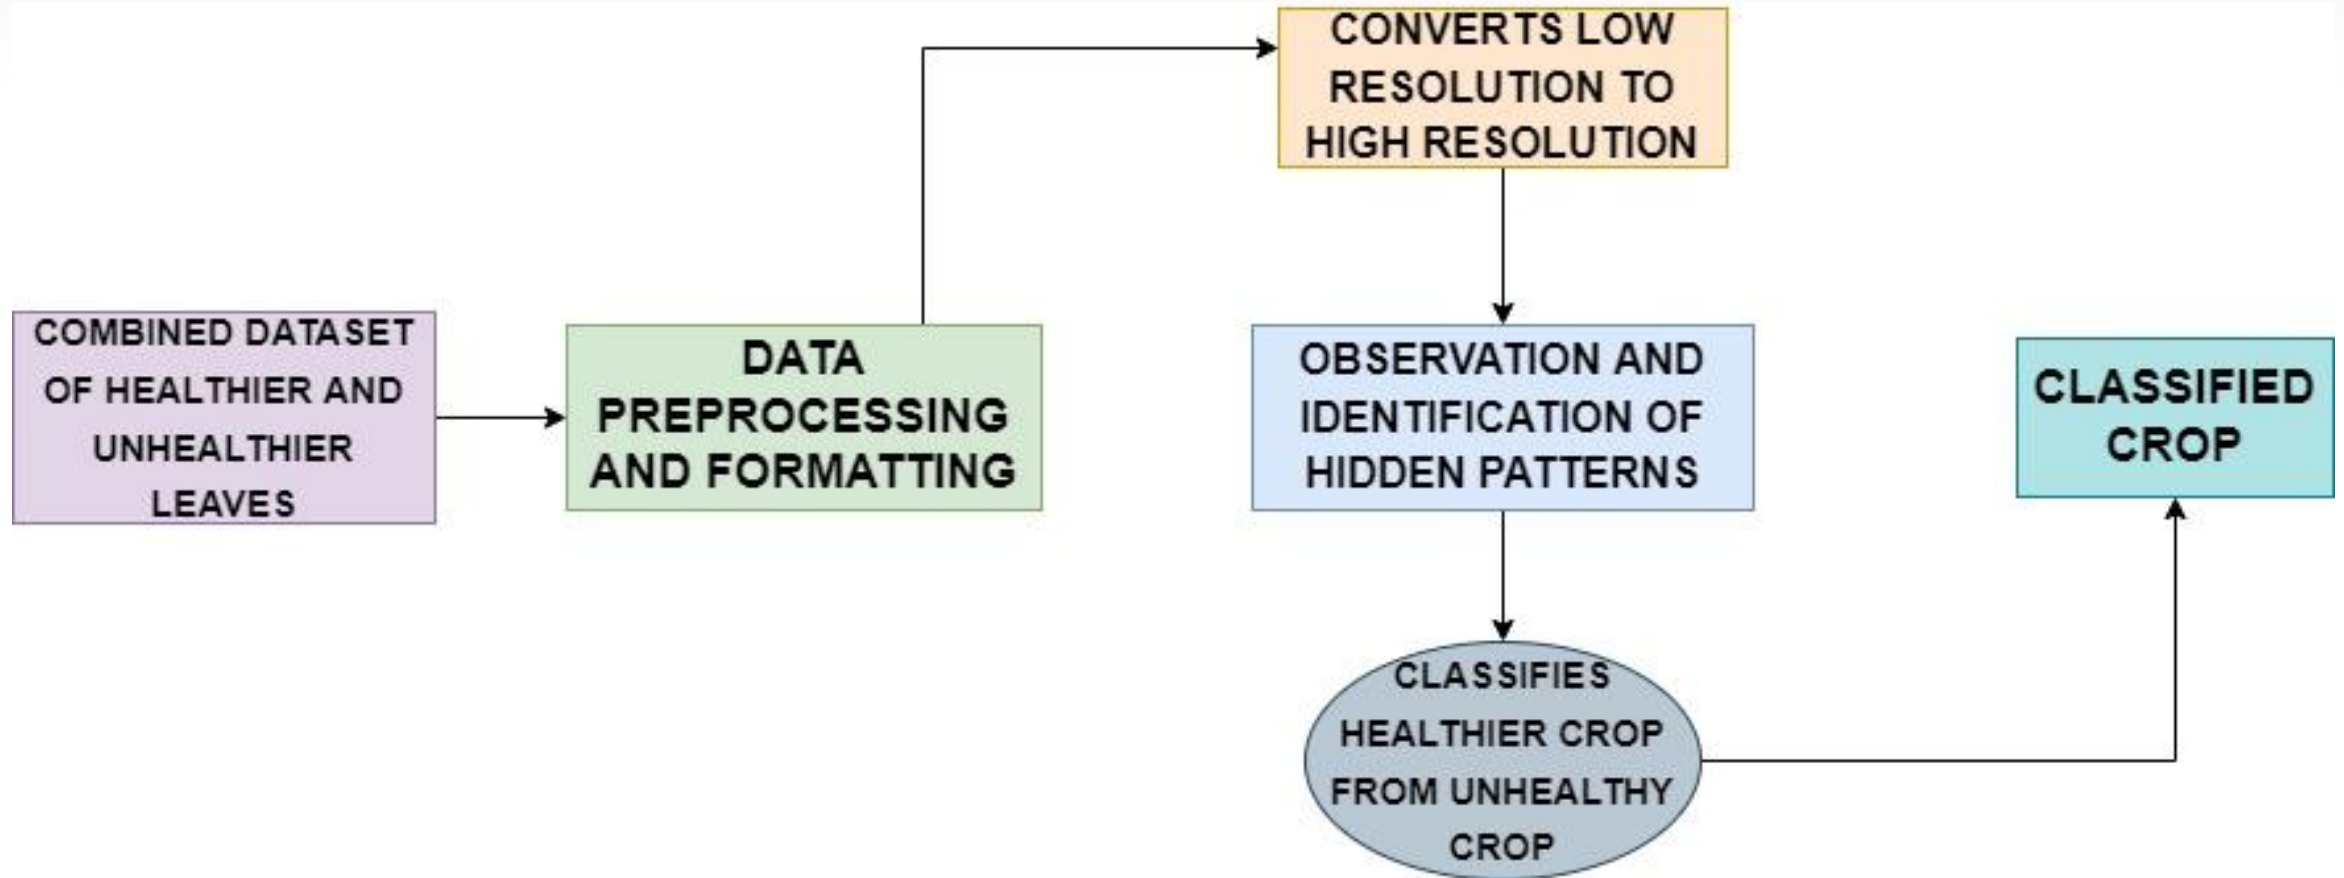 COMBINED DATASET
OF HEALTHIER AND
UNHEALTHIER
LEAVES
DATA
PREPROCESSING
AND FORMATTING
CONVERTS LOW
RESOLUTION TO
HIGH RESOLUTION
OBSERVATION AND
IDENTIFICATION OF
HIDDEN PATTERNS
CLASSIFIES
HEALTHIER CROP
FROM UNHEALTHY
CROP
CLASSIFIED
CROP